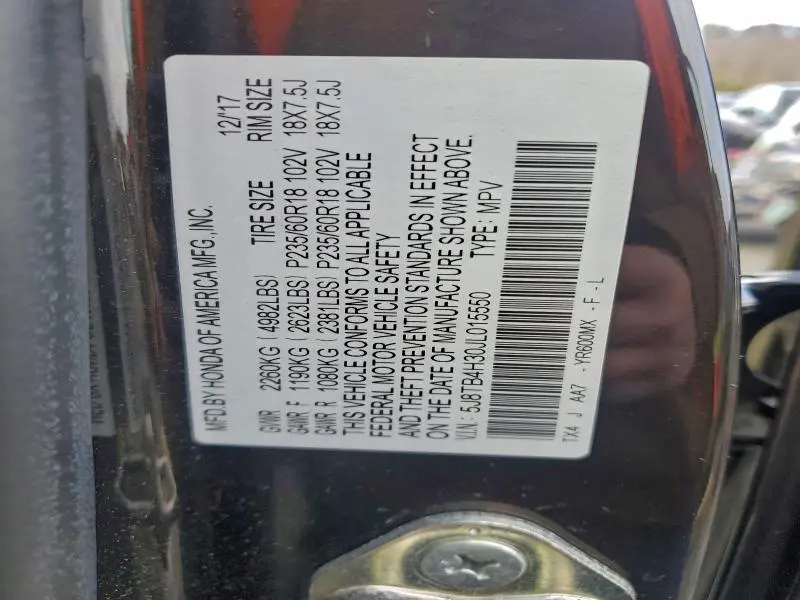 MFD.BY HONDA OF AMERICA MFG.,INC. 12/'17
TIRE SIZE RIM SIZE
GVWR 2260KG ( 4982LBS)
GAWR F 1190KG ( 2623LBS) P235/60R18 102V 18X7.5J
GAWR R 1080KG ( 2381LBS) P235/60R18 102V 18X7.5J
THIS VEHICLE CONFORMS TO ALL APPLICABLE
FEDERAL MOTOR VEHICLE SAFETY
AND THEFT PREVENTION STANDARDS IN EFFECT
ON THE DATE OF MANUFACTURE SHOWN ABOVE.
V.I.N.: 5J8TB4H30JL015550 TYPE: MPV
TX4 J AA7 - YR600MX - F - L